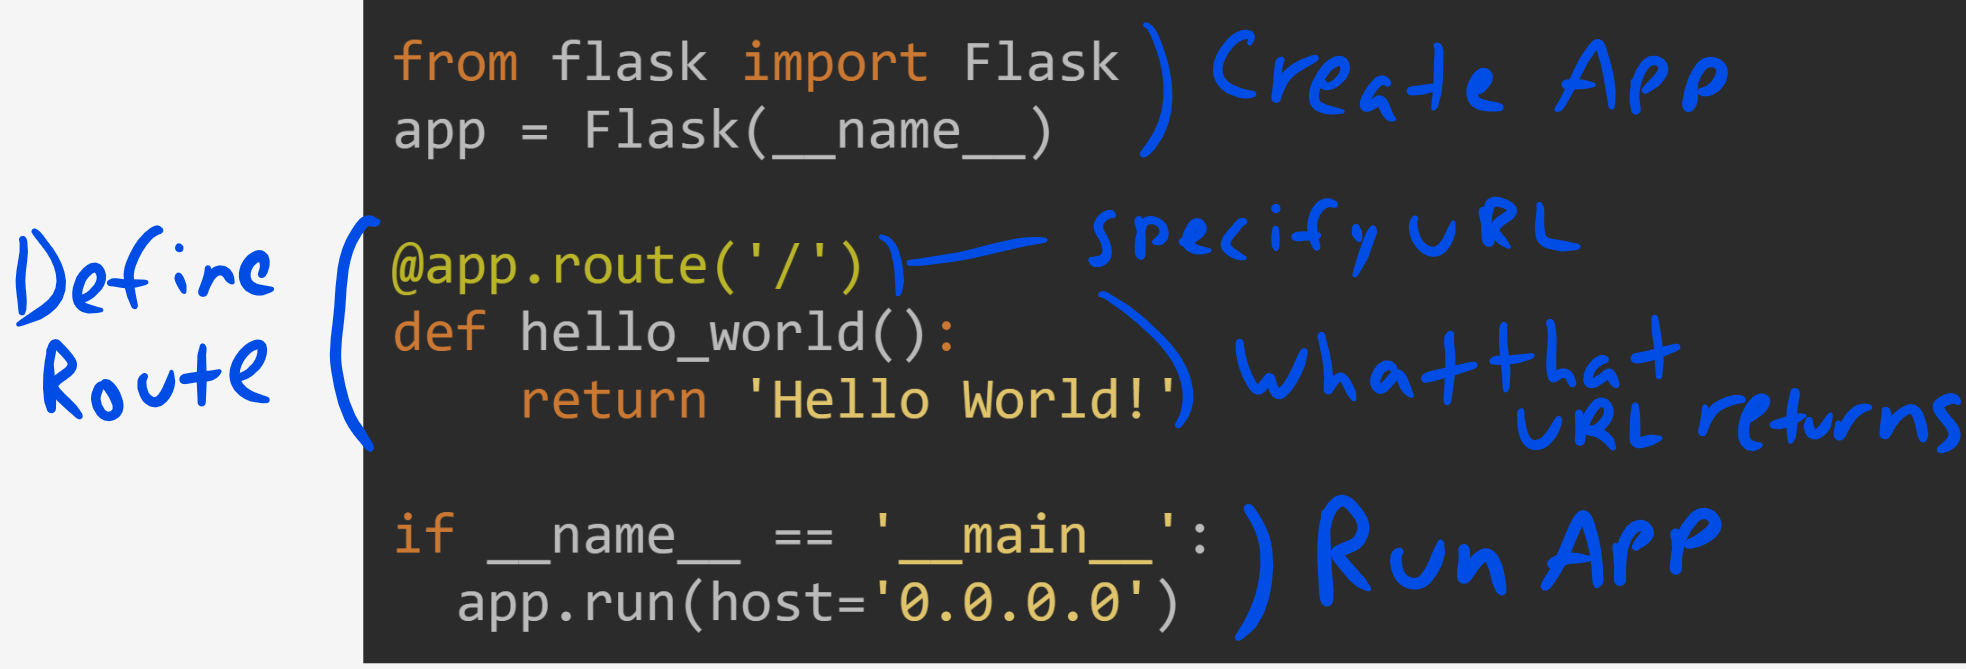 from flask import Flask
app = Flask(__name__)
Create App
Define
Route
@app.route('/')
specify URL
def hello_world():
    return 'Hello World!'
What that
URL returns
if __name__ == '__main__':
  app.run(host='0.0.0.0')
Run App